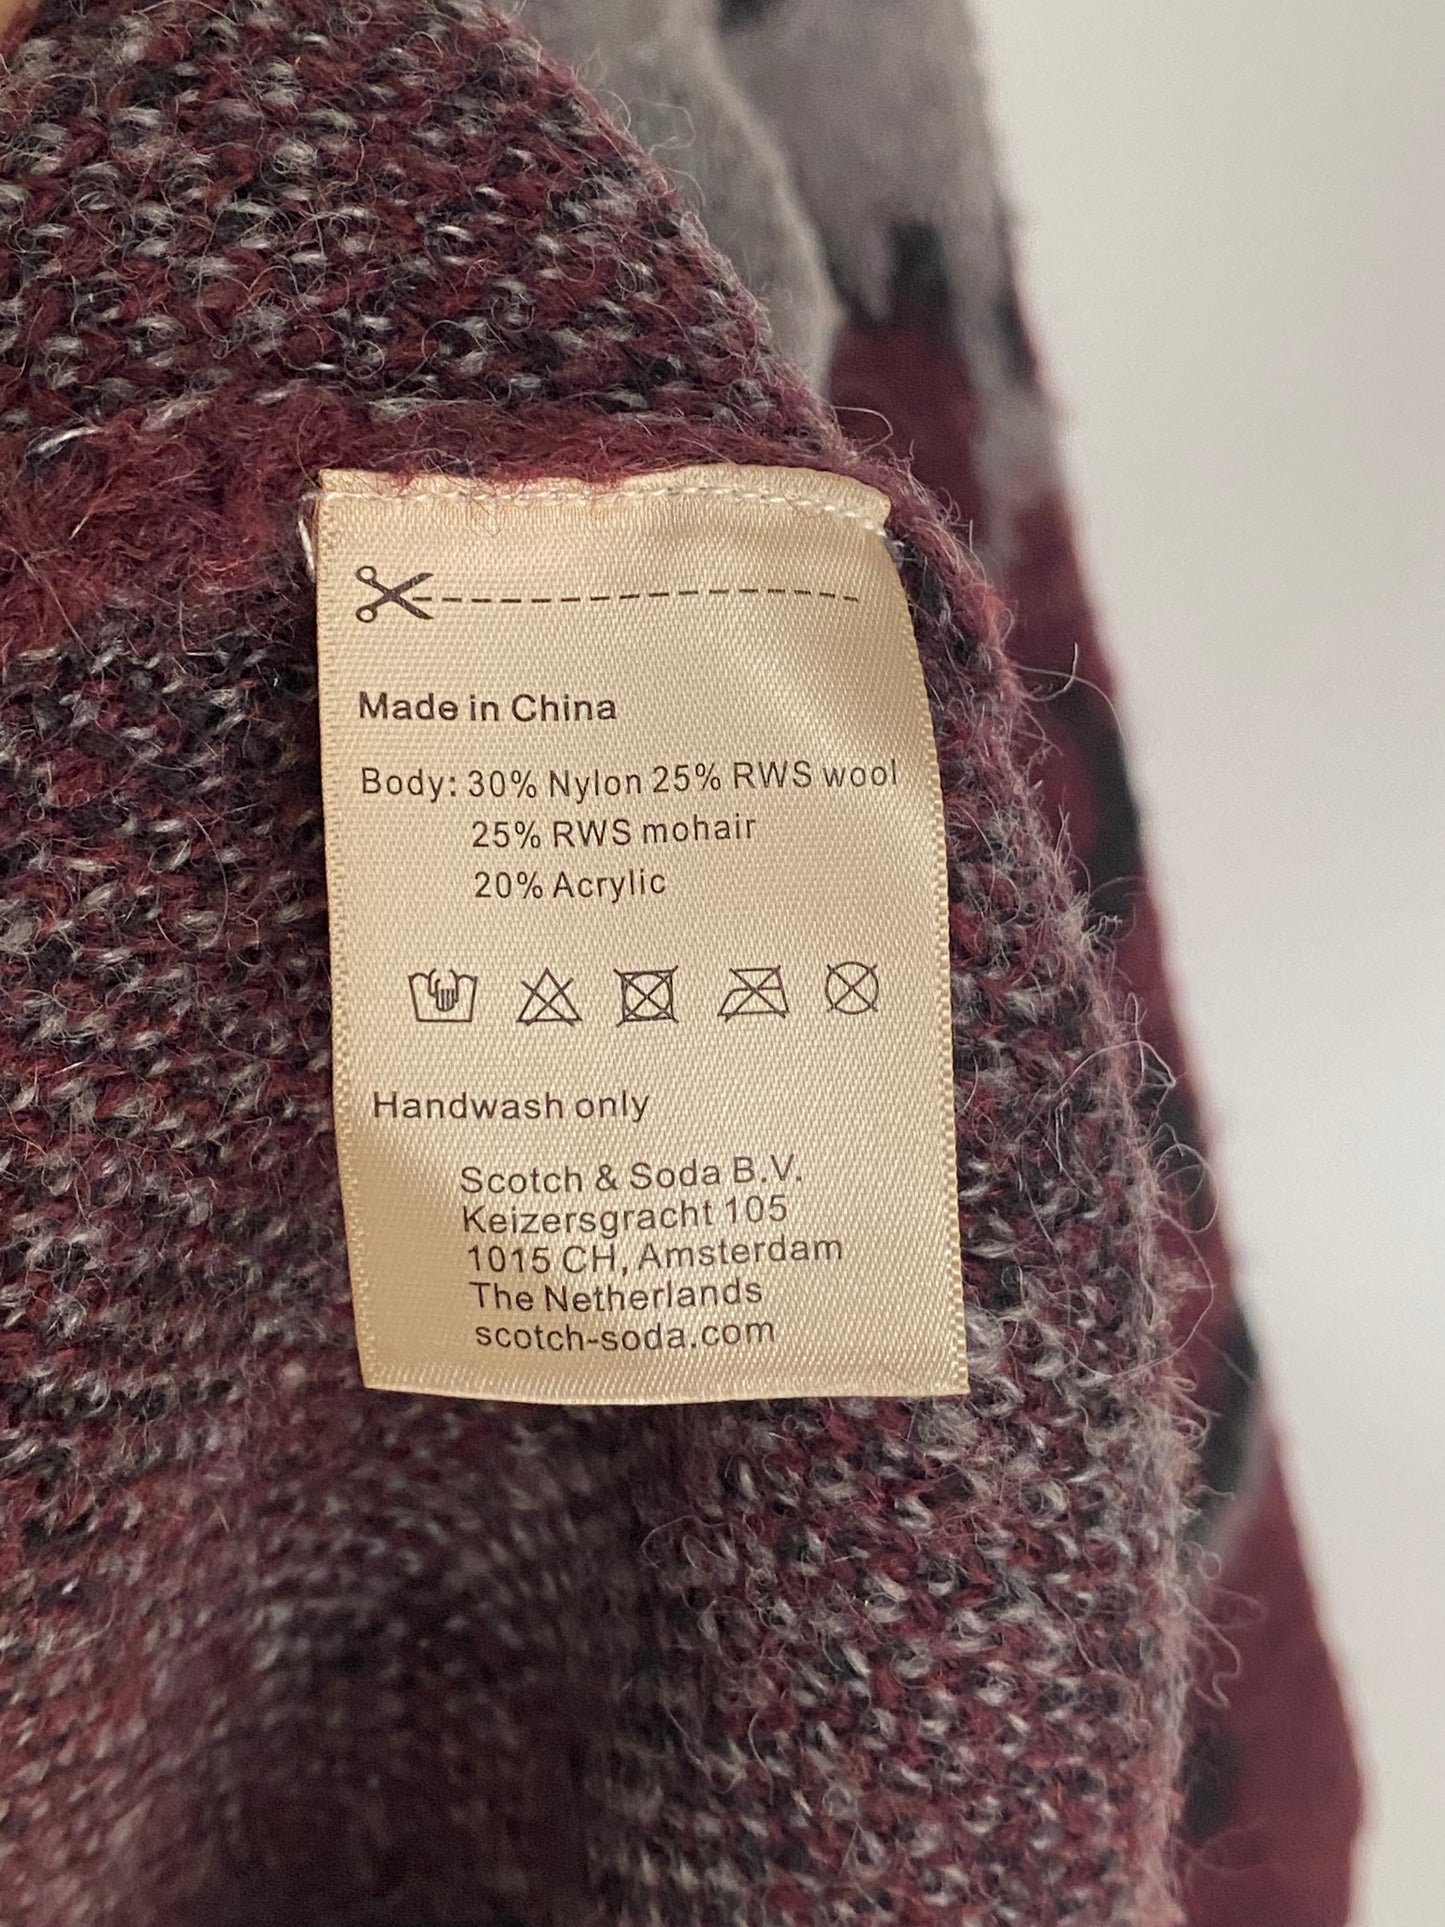 Made in China
Body: 30% Nylon 25% RWS wool
25% RWS mohair
20% Acrylic
Handwash only
Scotch & Soda B.V.
Keizersgracht 105
1015 CH, Amsterdam
The Netherlands
scotch-soda.com